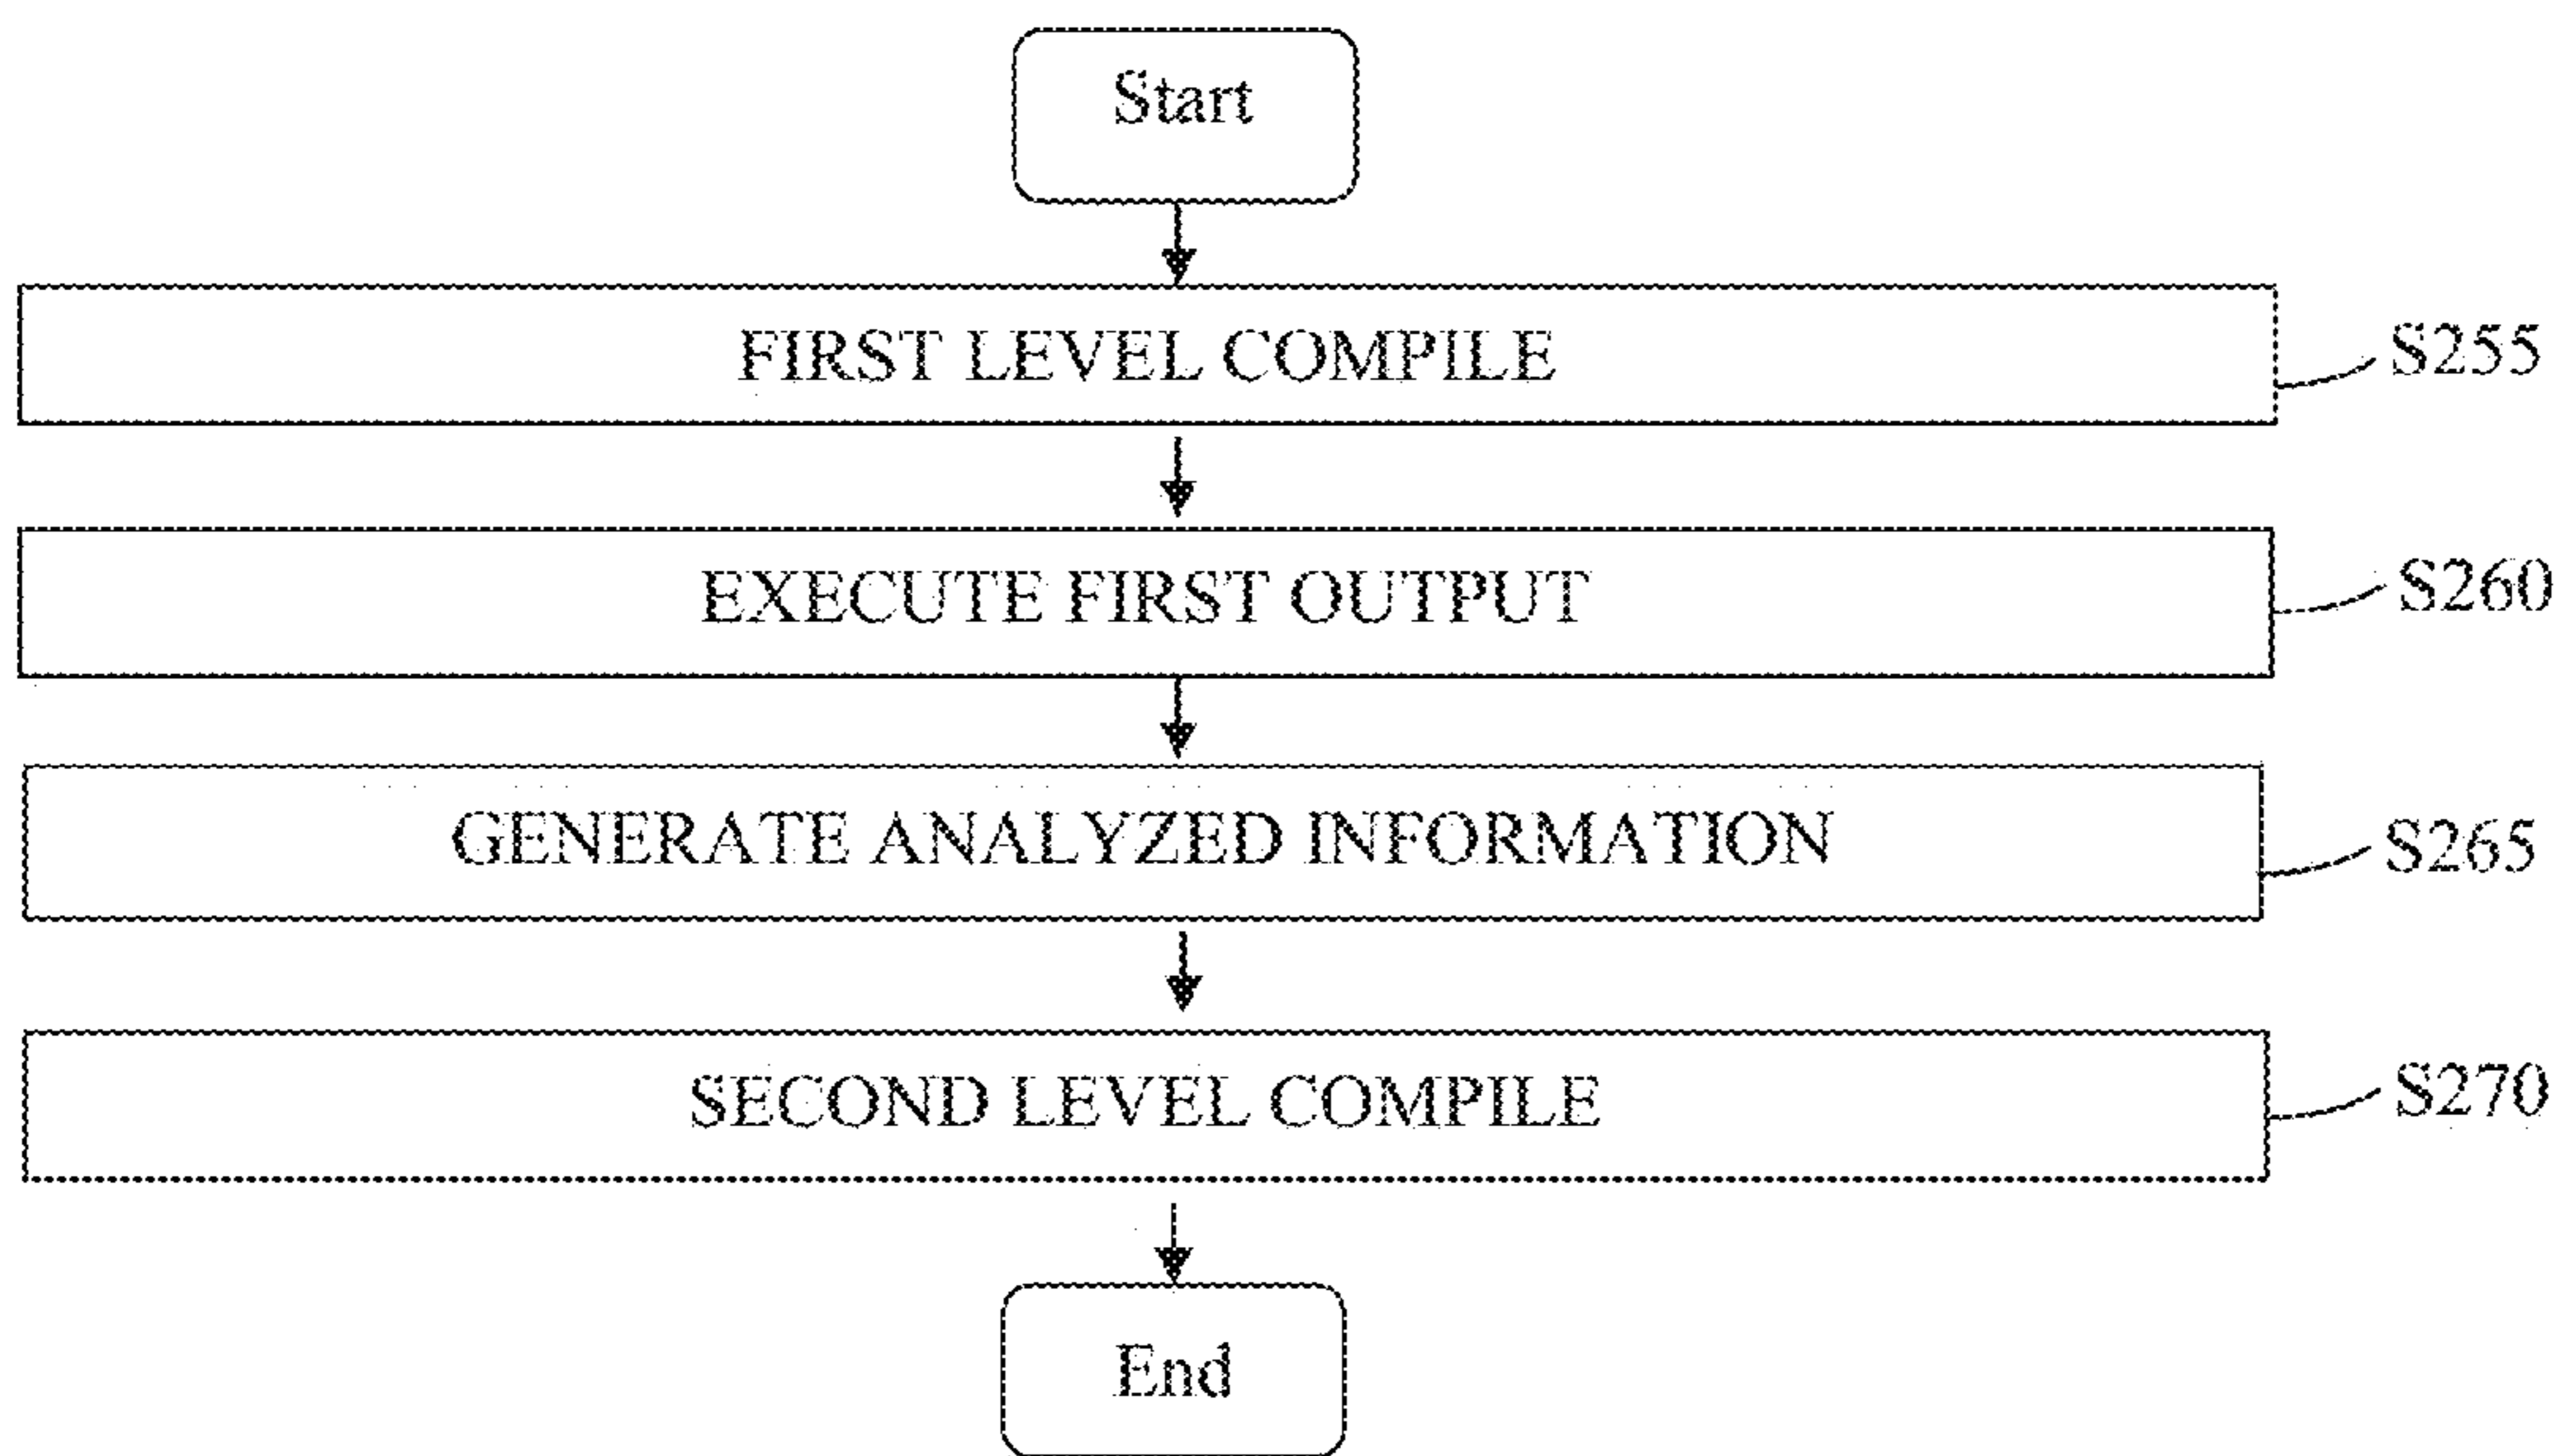 Start
FIRST LEVEL COMPILE
S255
EXECUTE FIRST OUTPUT
S260
GENERATE ANALYZED INFORMATION
S265
SECOND LEVEL COMPILE
S270
End